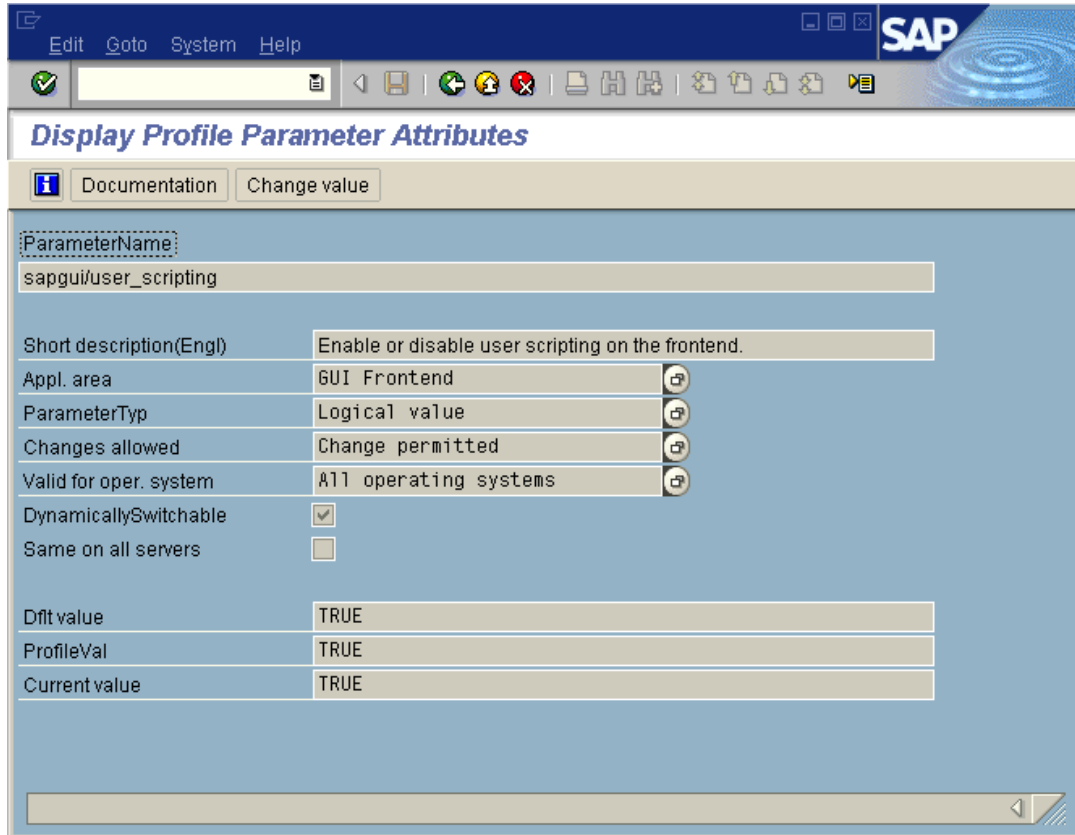 Edit Goto System Help
SAP
Display Profile Parameter Attributes
Documentation Change value
ParameterName
sapgui/user_scripting
Short description(Engl) Enable or disable user scripting on the frontend.
Appl. area GUI Frontend
ParameterTyp Logical value
Changes allowed Change permitted
Valid for oper. system All operating systems
DynamicallySwitchable
Same on all servers
Dflt value TRUE
ProfileVal TRUE
Current value TRUE